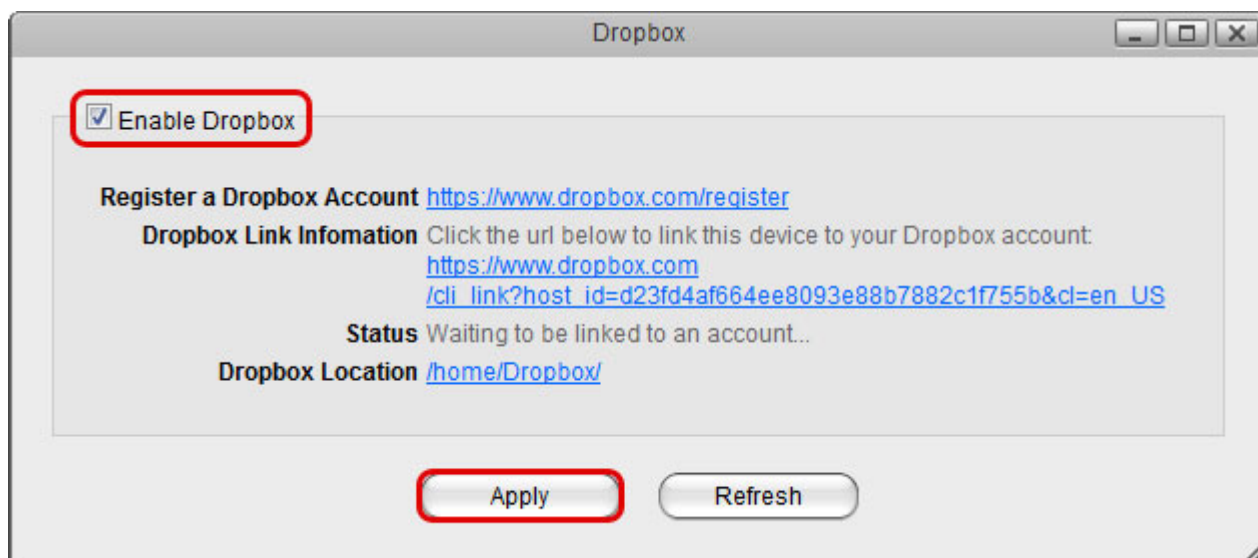 Dropbox
Enable Dropbox
Register a Dropbox Account https://www.dropbox.com/register
Dropbox Link Infomation Click the url below to link this device to your Dropbox account:
https://www.dropbox.com
/cli_link?host_id=d23fd4af664ee8093e88b7882c1f755b&cl=en_US
Status Waiting to be linked to an account...
Dropbox Location /home/Dropbox/
Apply Refresh